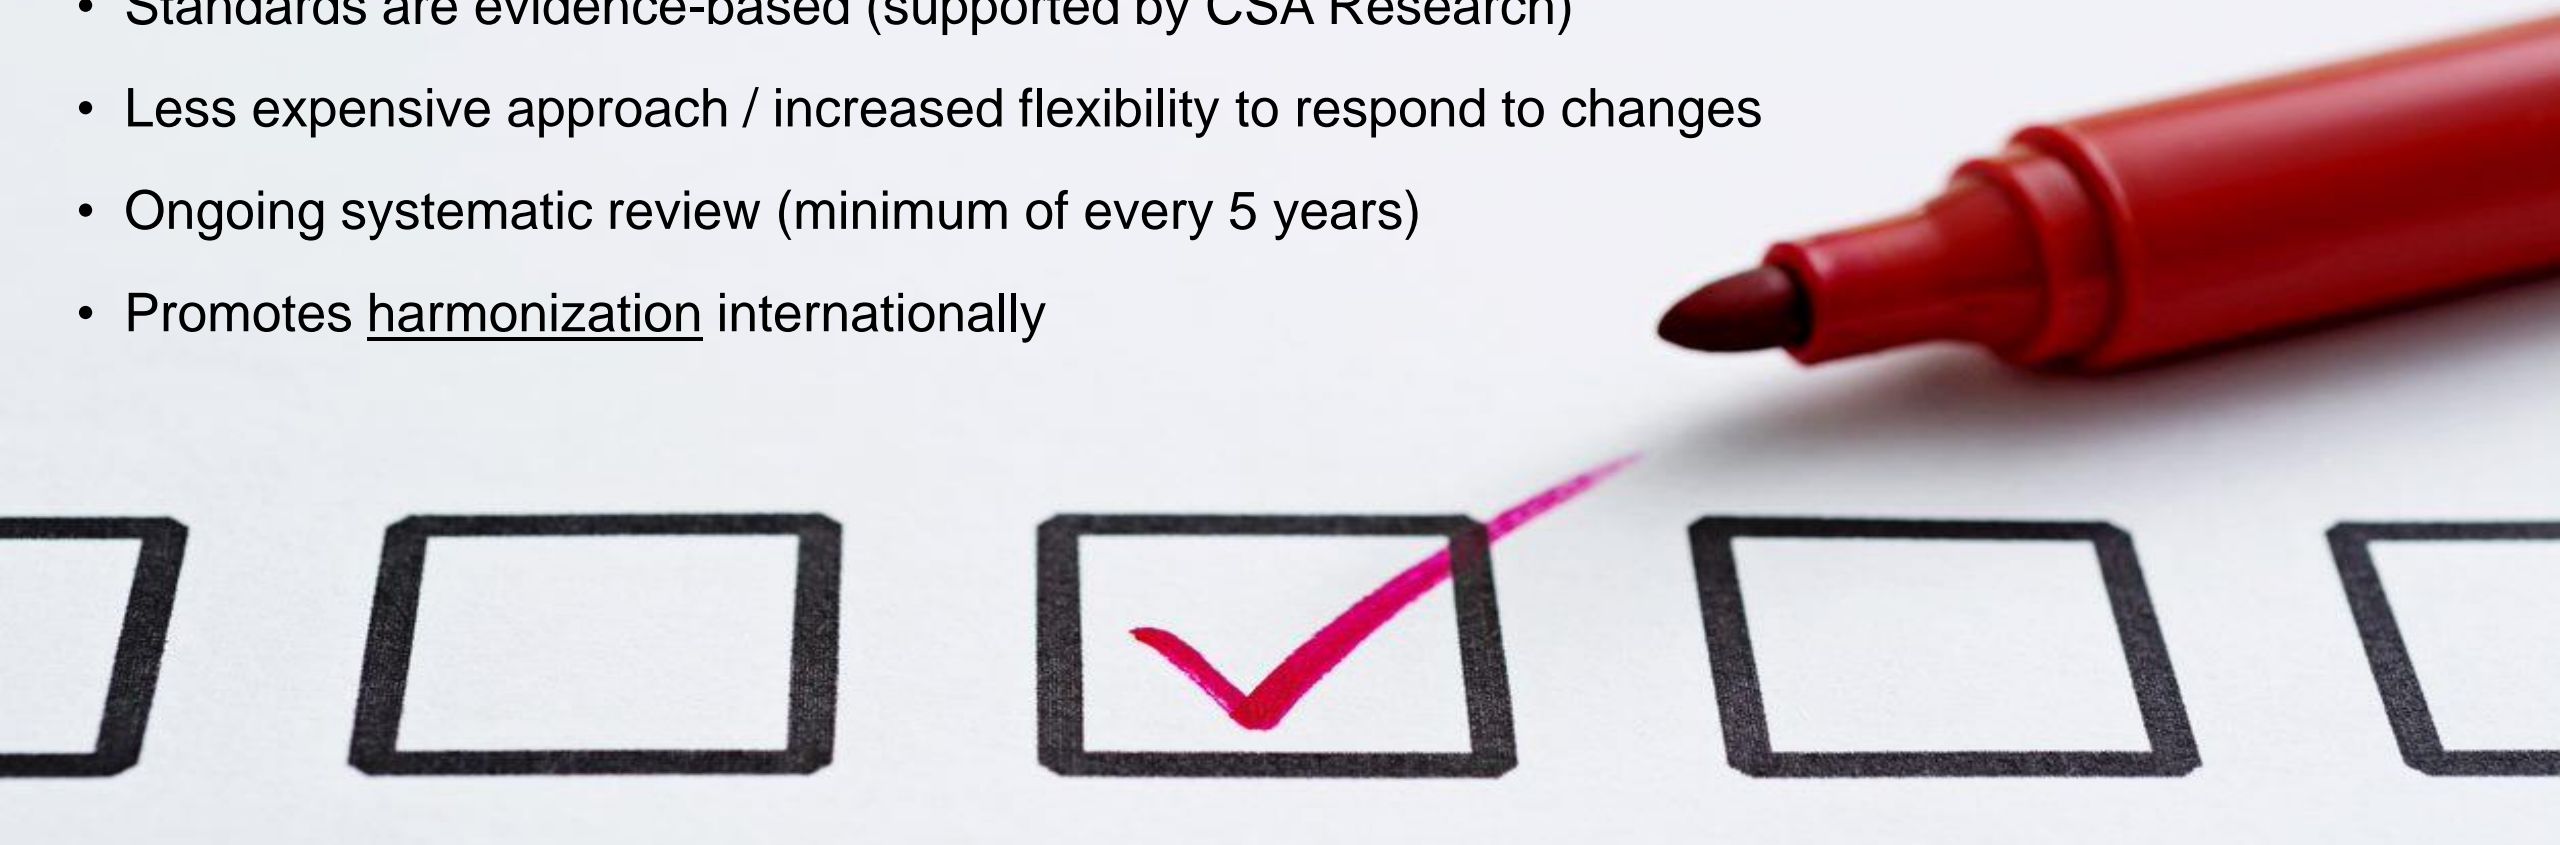 • Standards are evidence-based (supported by CSA Research)
• Less expensive approach / increased flexibility to respond to changes
• Ongoing systematic review (minimum of every 5 years)
• Promotes harmonization internationally